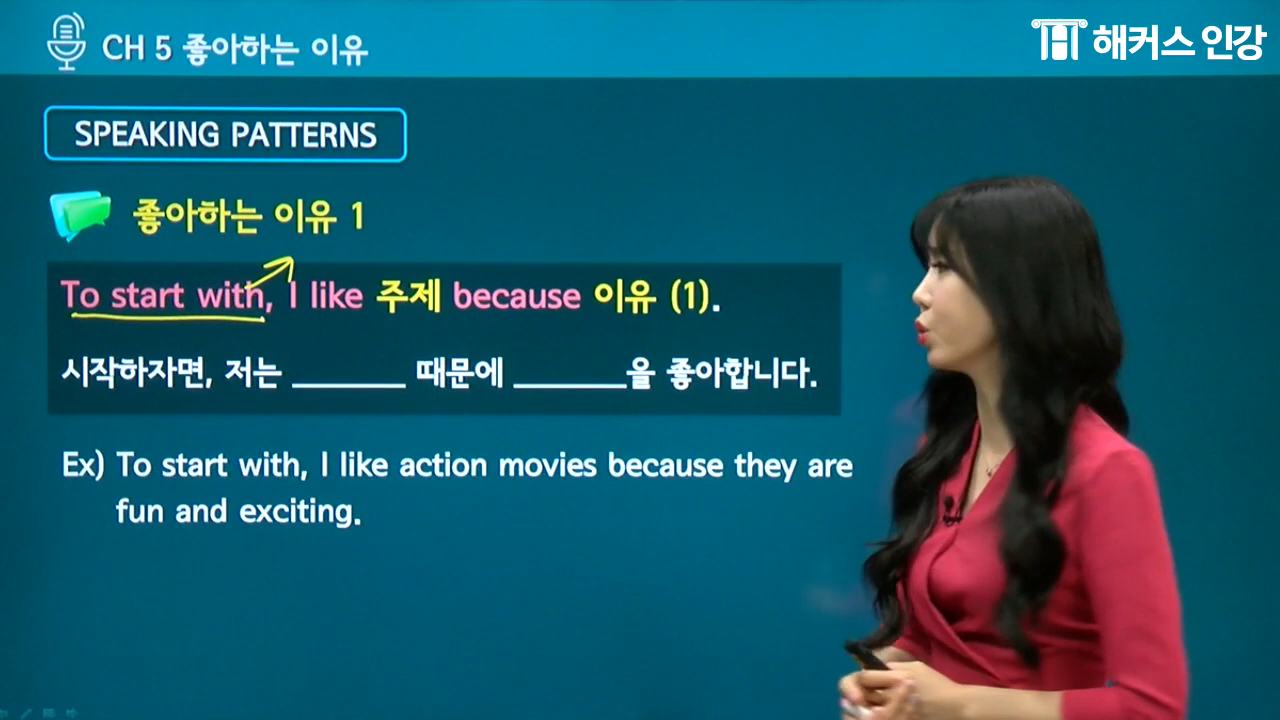 CH 5 좋아하는 이유
해커스 인강
SPEAKING PATTERNS
좋아하는 이유 1
To start with, I like 주제 because 이유 (1).
시작하자면, 저는 _______ 때문에 _______을 좋아합니다.
Ex) To start with, I like action movies because they are
fun and exciting.